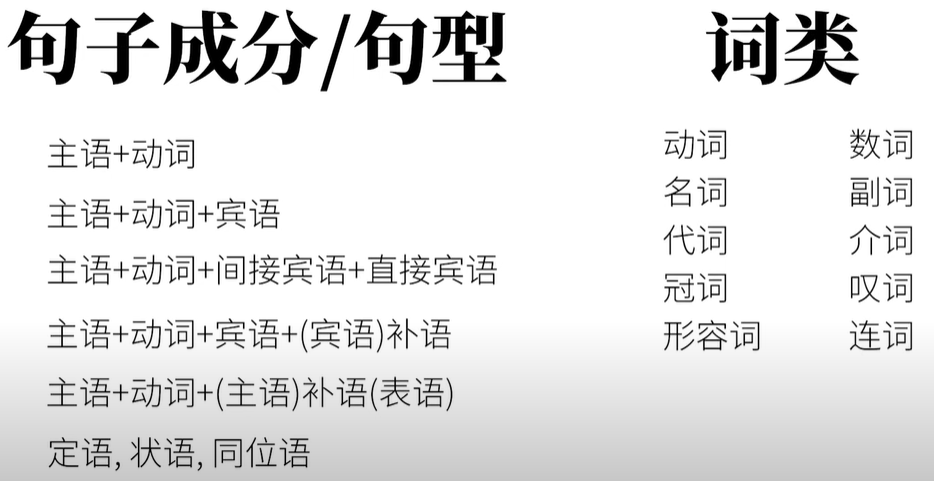 句子成分/句型
主语+动词
主语+动词+宾语
主语+动词+间接宾语+直接宾语
主语+动词+宾语+(宾语)补语
主语+动词+(主语)补语(表语)
定语, 状语, 同位语
词类
动词 数词
名词 副词
代词 介词
冠词 叹词
形容词 连词